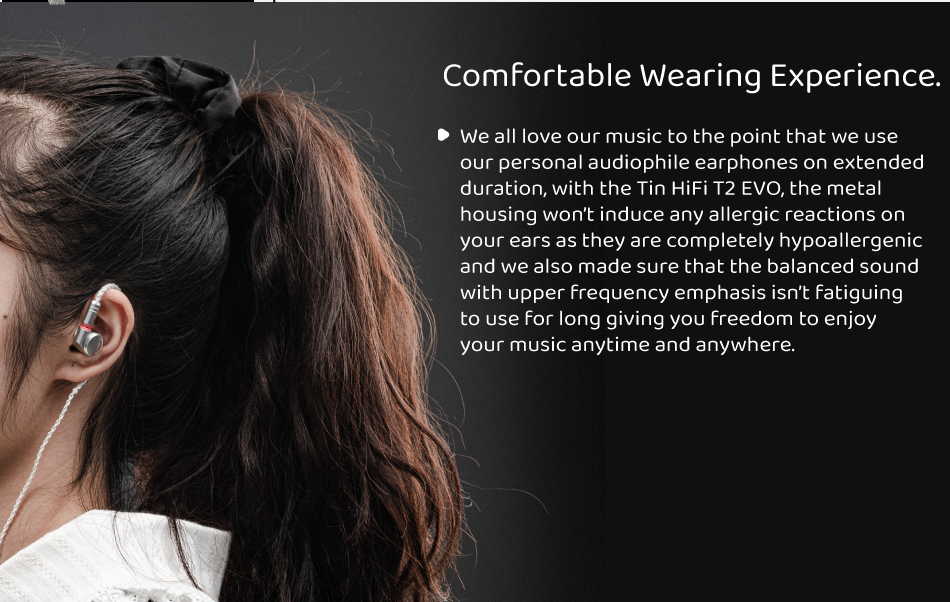 Comfortable Wearing Experience.
We all love our music to the point that we use
our personal audiophile earphones on extended
duration, with the Tin HiFi T2 EVO, the metal
housing won't induce any allergic reactions on
your ears as they are completely hypoallergenic
and we also made sure that the balanced sound
with upper frequency emphasis isn't fatiguing
to use for long giving you freedom to enjoy
your music anytime and anywhere.